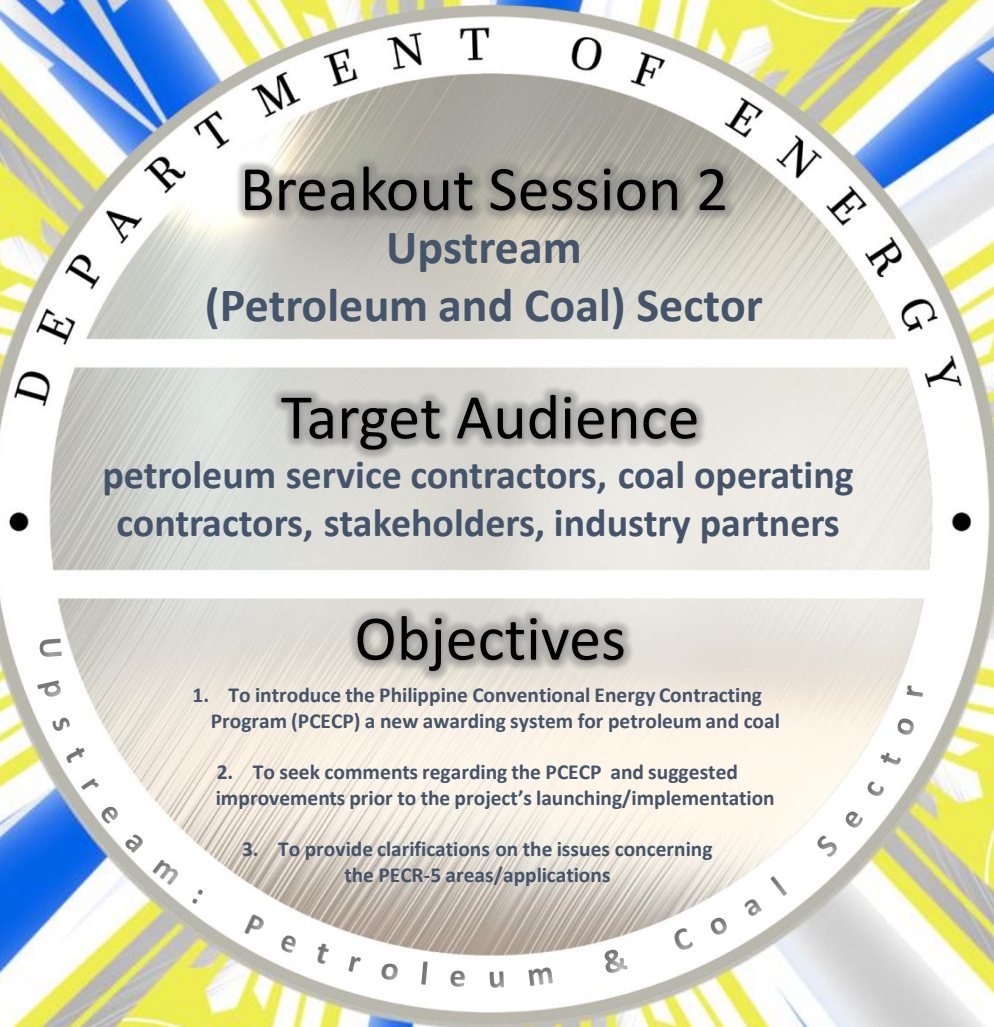 DEPARTMENT OF ENERGY
Breakout Session 2
Upstream
(Petroleum and Coal) Sector
Target Audience
petroleum service contractors, coal operating
contractors, stakeholders, industry partners
Objectives
1. To introduce the Philippine Conventional Energy Contracting
Program (PCECP) a new awarding system for petroleum and coal
2. To seek comments regarding the PCECP and suggested
improvements prior to the project's launching/implementation
3. To provide clarifications on the issues concerning
the PECR-5 areas/applications
Upstream: Petroleum & Coal Sector